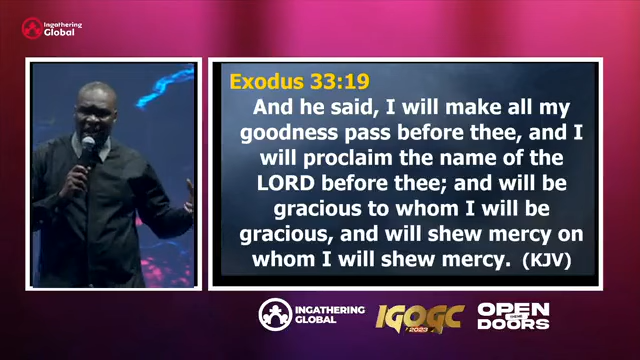 Ingathering
Global
Exodus 33:19
And he said, I will make all my
goodness pass before thee, and I
will proclaim the name of the
LORD before thee; and will be
gracious to whom I will be
gracious, and will shew mercy on
whom I will shew mercy. (KJV)
INGATHERING
GLOBAL
IGOGC
2023
OPEN
DOORS